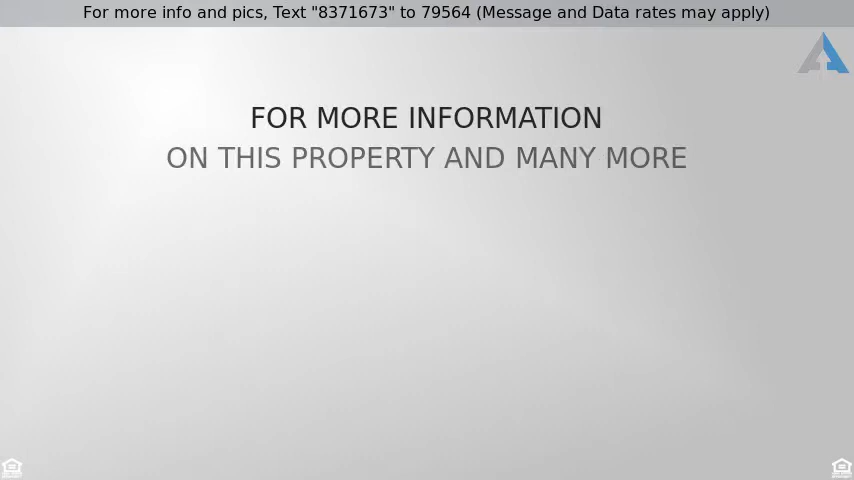 For more info and pics, Text "8371673" to 79564 (Message and Data rates may apply)
FOR MORE INFORMATION
ON THIS PROPERTY AND MANY MORE